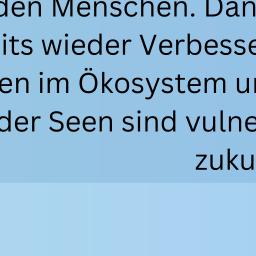 den Menschen. Dan
its wieder Verbesse
en im Ökosystem u
der Seen sind vulne
zuku